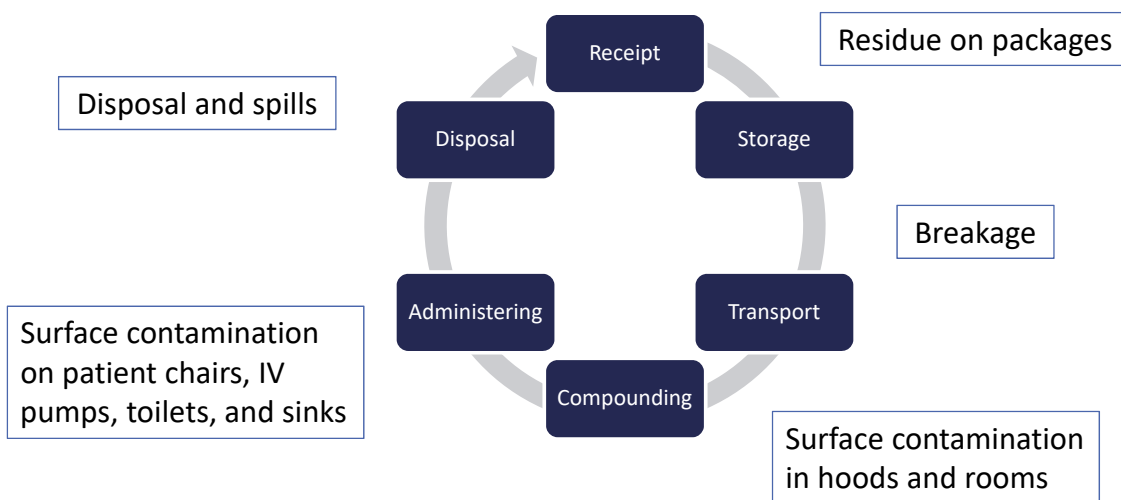 Receipt
Residue on packages
Disposal and spills
Disposal
Storage
Breakage
Administering
Transport
Surface contamination
on patient chairs, IV
pumps, toilets, and sinks
Compounding
Surface contamination
in hoods and rooms